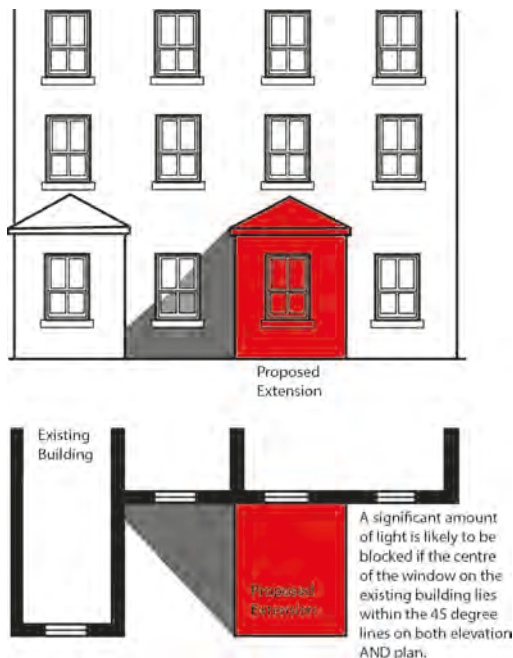 Proposed
Extension
Existing
Building
Proposed
Extension
A significant amount
of light is likely to be
blocked if the centre
of the window on the
existing building lies
within the 45 degree
lines on both elevation
AND plan.